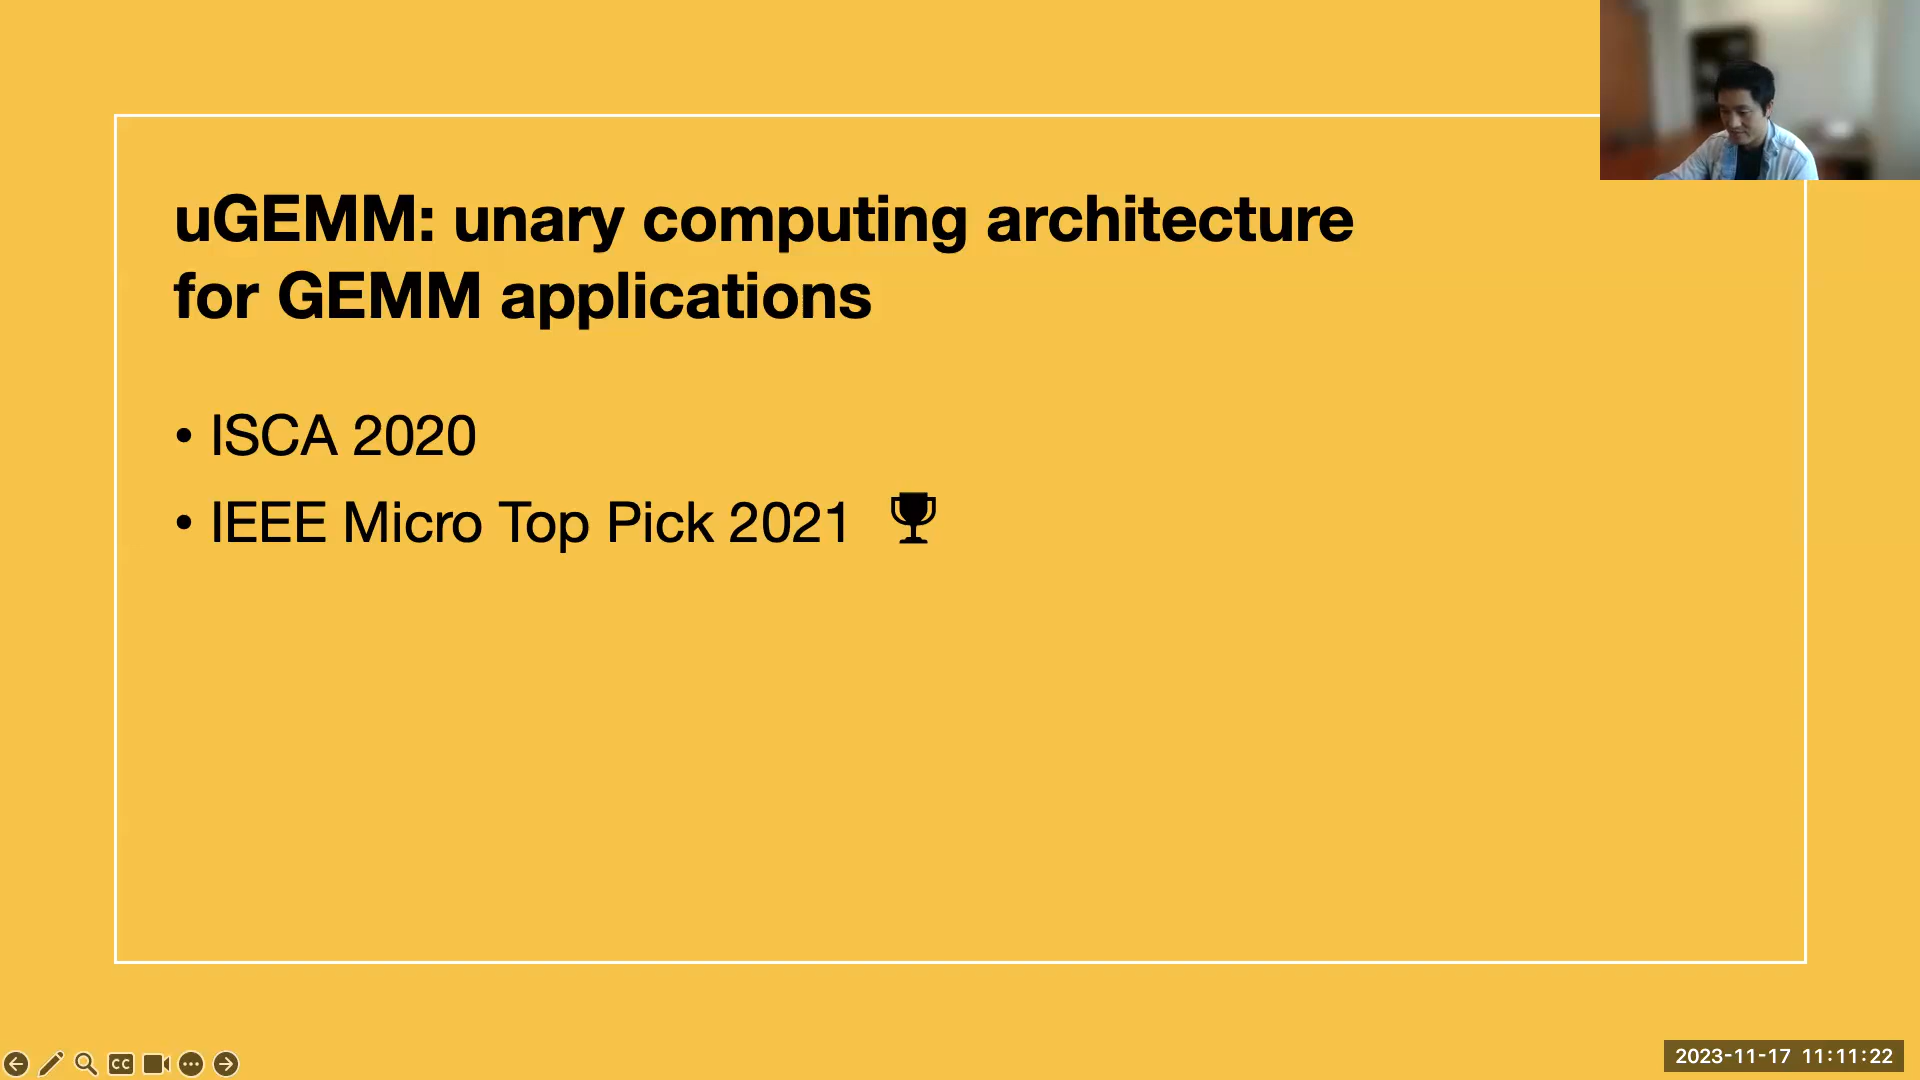 uGEMM: unary computing architecture
for GEMM applications
• ISCA 2020
• IEEE Micro Top Pick 2021
CC
2023-11-17 11:11:22